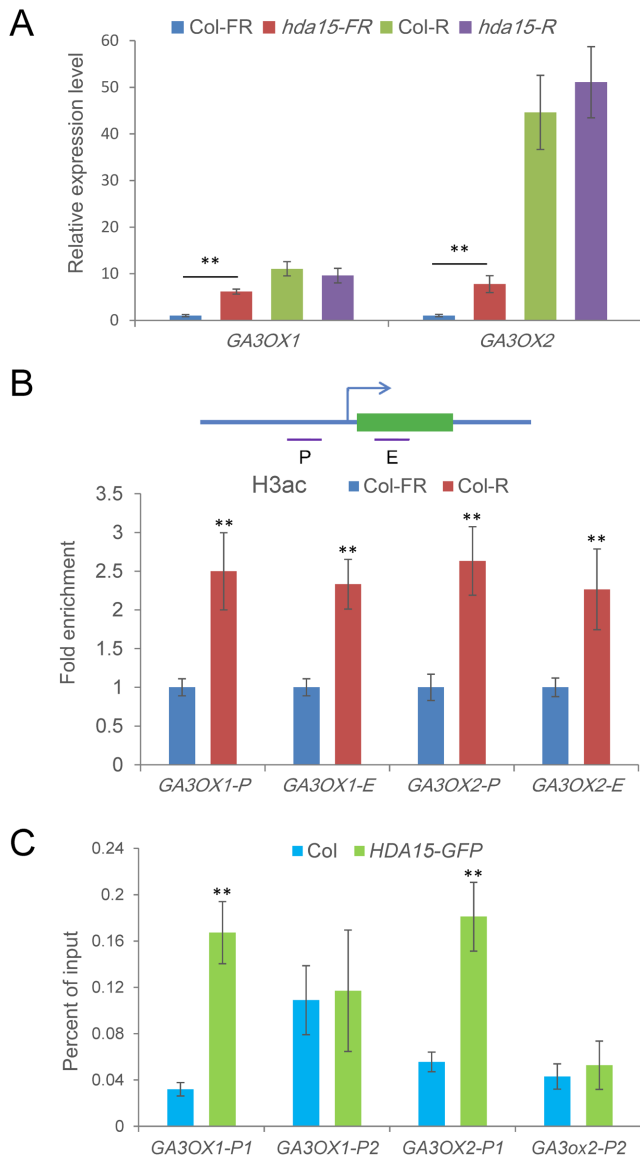 A
Col-FR hda15-FR Col-R hda15-R
Relative expression level
60
50
40
30
20
10
0
**
**
GA3OX1 GA3OX2
B
P E
H3ac Col-FR Col-R
Fold enrichment
3.5
3
2.5
2
1.5
1
0.5
0
** ** ** **
GA3OX1-P GA3OX1-E GA3OX2-P GA3OX2-E
C
Col HDA15-GFP
Percent of input
0.24
0.2
0.16
0.12
0.08
0.04
0
** **
GA3OX1-P1 GA3OX1-P2 GA3OX2-P1 GA3ox2-P2